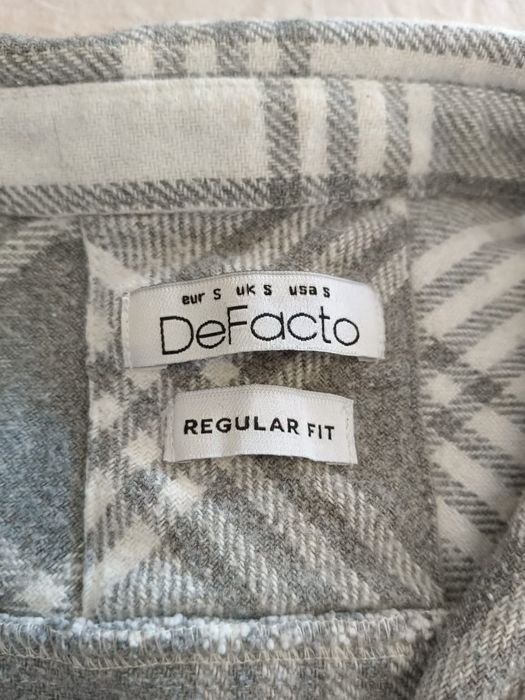 eur S uk S usa S
DeFacto
REGULAR FIT